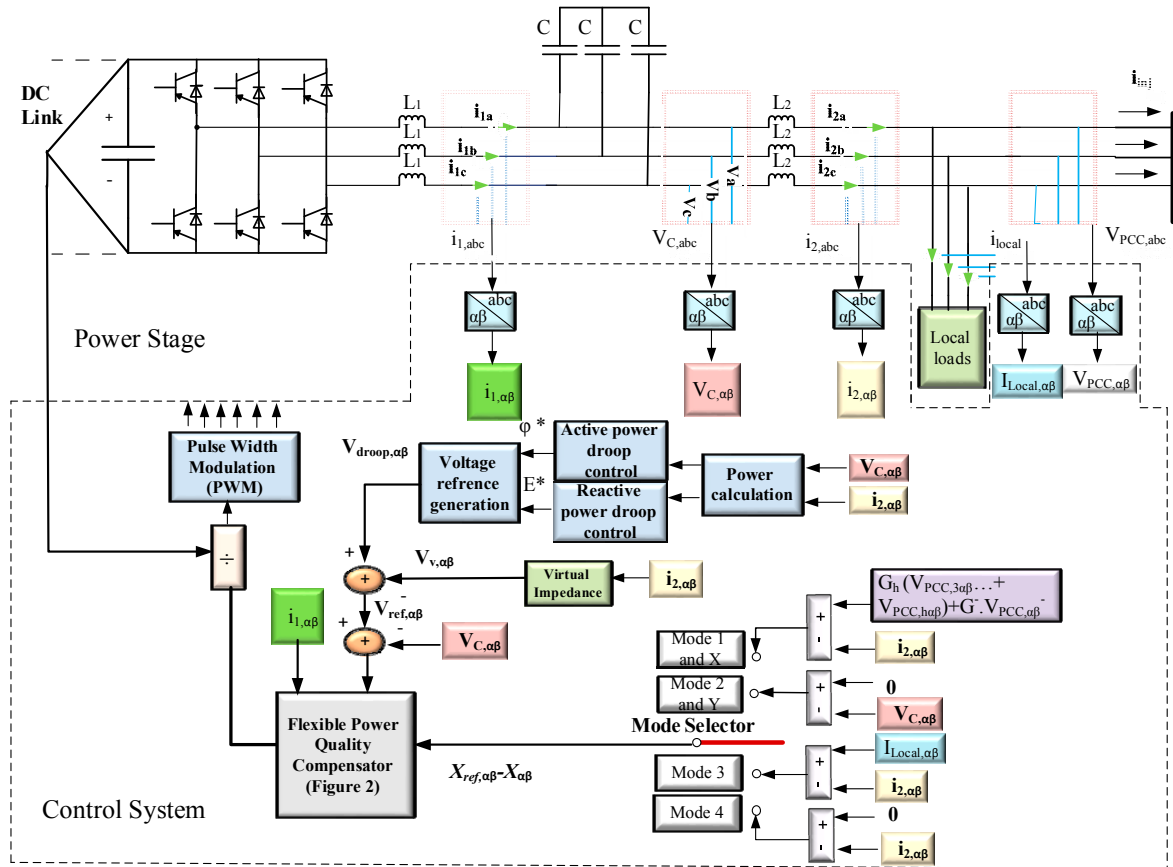 C C C
DC
Link
+
-
L1
L1
L1
i1a
i1b
i1c
Va
Vb
Vc
L2
L2
L2
i2a
i2b
i2c
i1,abc
VC,abc
i2,abc
ilocal
VPCC,abc
abc
αβ
abc
αβ
abc
αβ
abc
αβ
abc
αβ
Power Stage
Local
loads
i1,αβ
VC,αβ
i2,αβ
ILocal,αβ
VPCC,αβ
Pulse Width
Modulation
(PWM)
Vdroop,αβ
Voltage
refrence
generation
φ*
E*
Active power
droop
control
Reactive
power droop
control
Power
calculation
VC,αβ
i2,αβ
÷
+
+
Vv,αβ
Virtual
Impedance
i2,αβ
-
Vref,αβ
+
-
+
VC,αβ
i1,αβ
Gh (VPCC,3αβ...+
VPCC,hαβ)+G-.VPCC,αβ-
Mode 1
and X
+
-
i2,αβ
Mode 2
and Y
+
-
0
VC,αβ
Mode Selector
Flexible Power
Quality
Compensator
(Figure 2)
Xref,αβ-Xαβ
Mode 3
+
-
ILocal,αβ
i2,αβ
Mode 4
+
-
0
i2,αβ
Control System